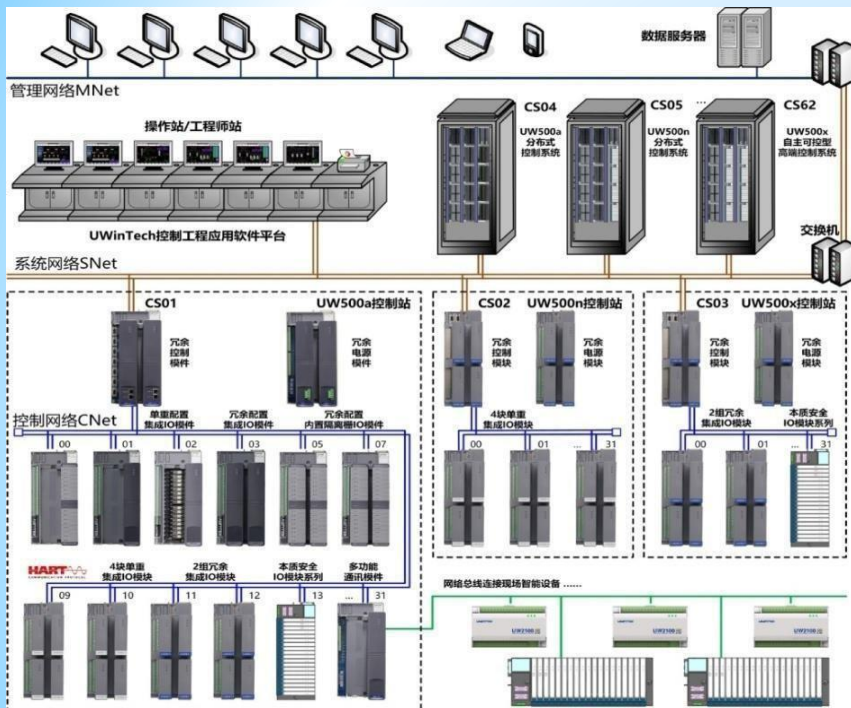 数据服务器
管理网络MNet
操作站/工程师站
CS04
UW500a
分布式
控制系统
CS05
UW500n
分布式
控制系统
...
CS62
UW500x
自主可控型
高端控制系统
UWinTech控制工程应用软件平台
交换机
系统网络SNet
CS01
UW500a控制站
冗余
控制
模件
冗余
电源
模件
CS02
UW500n控制站
冗余
控制
模块
冗余
电源
模块
CS03
UW500x控制站
冗余
控制
模块
冗余
电源
模块
控制网络CNet
单重配置
集成IO模件
冗余配置
集成IO模件
冗余配置
内置隔离栅IO模件
00
01
02
03
05
07
4块单重
集成IO模块
00
01
...
31
2组冗余
集成IO模块
本质安全
IO模块系列
00
01
...
31
HART
COMMUNICATION PROTOCOL
4块单重
集成IO模块
2组冗余
集成IO模块
本质安全
IO模块系列
多功能
通讯模件
09
10
11
12
13
...
31
网络总线连接现场智能设备 ......
UW2100
UW2100
UW2100